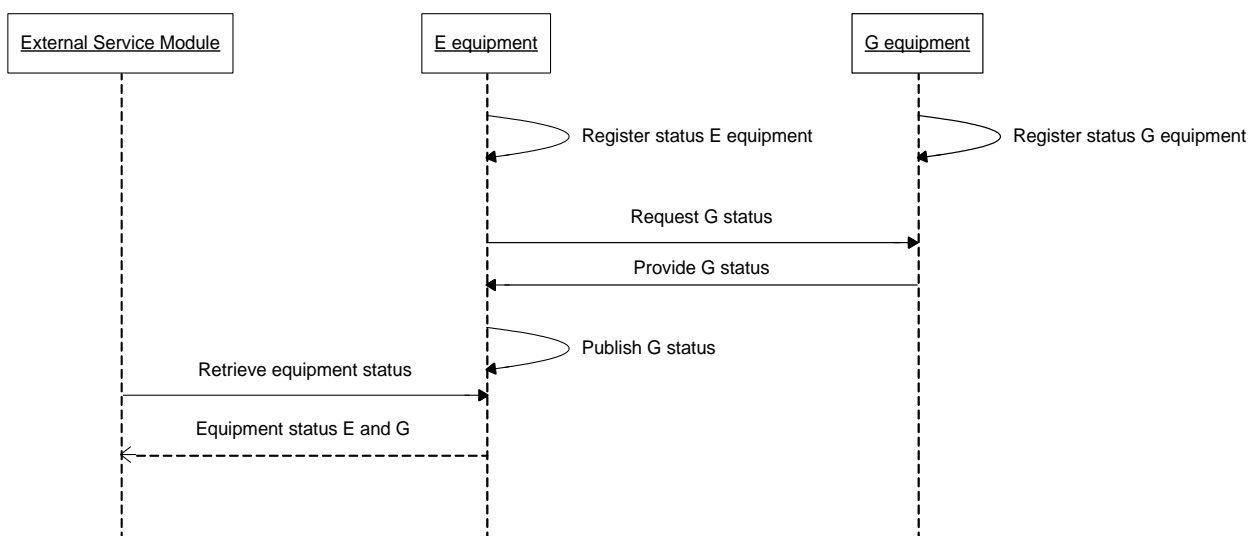 External Service Module
E equipment
G equipment
Register status E equipment
Register status G equipment
Request G status
Provide G status
Publish G status
Retrieve equipment status
Equipment status E and G